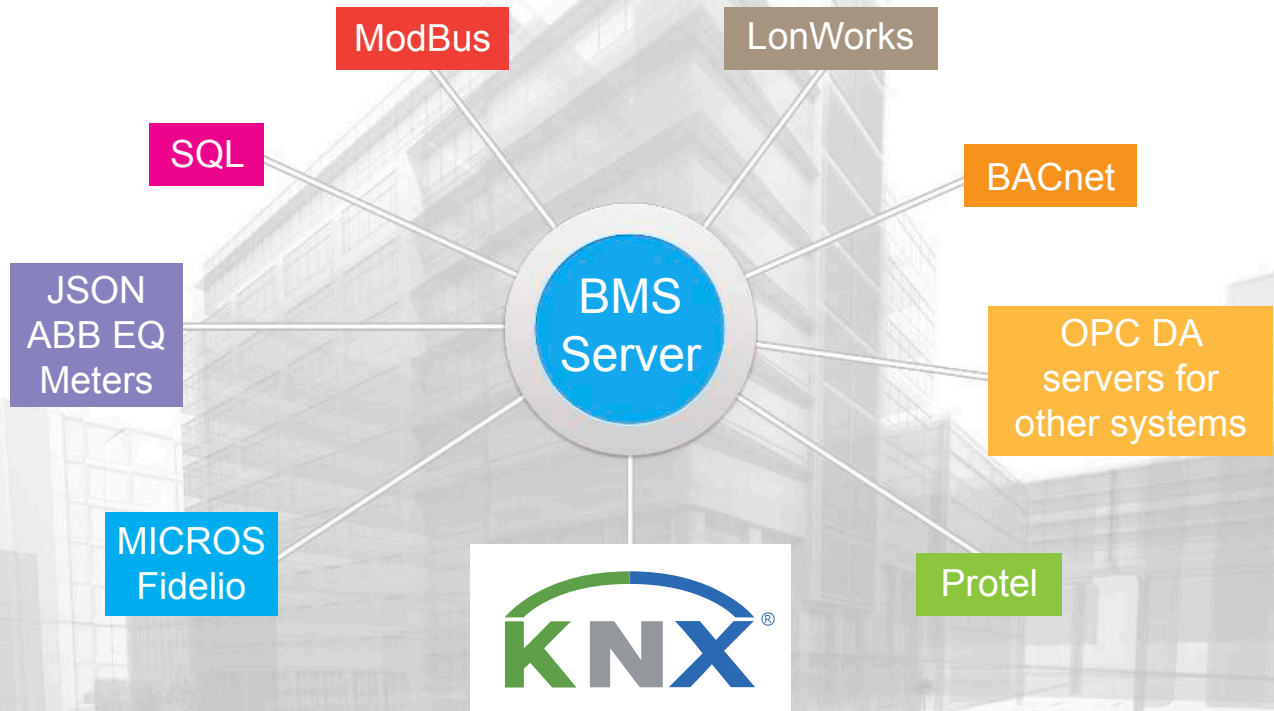 ModBus
LonWorks
SQL
BACnet
BMS
Server
JSON
ABB EQ
Meters
OPC DA
servers for
other systems
MICROS
Fidelio
Protel
KNX®